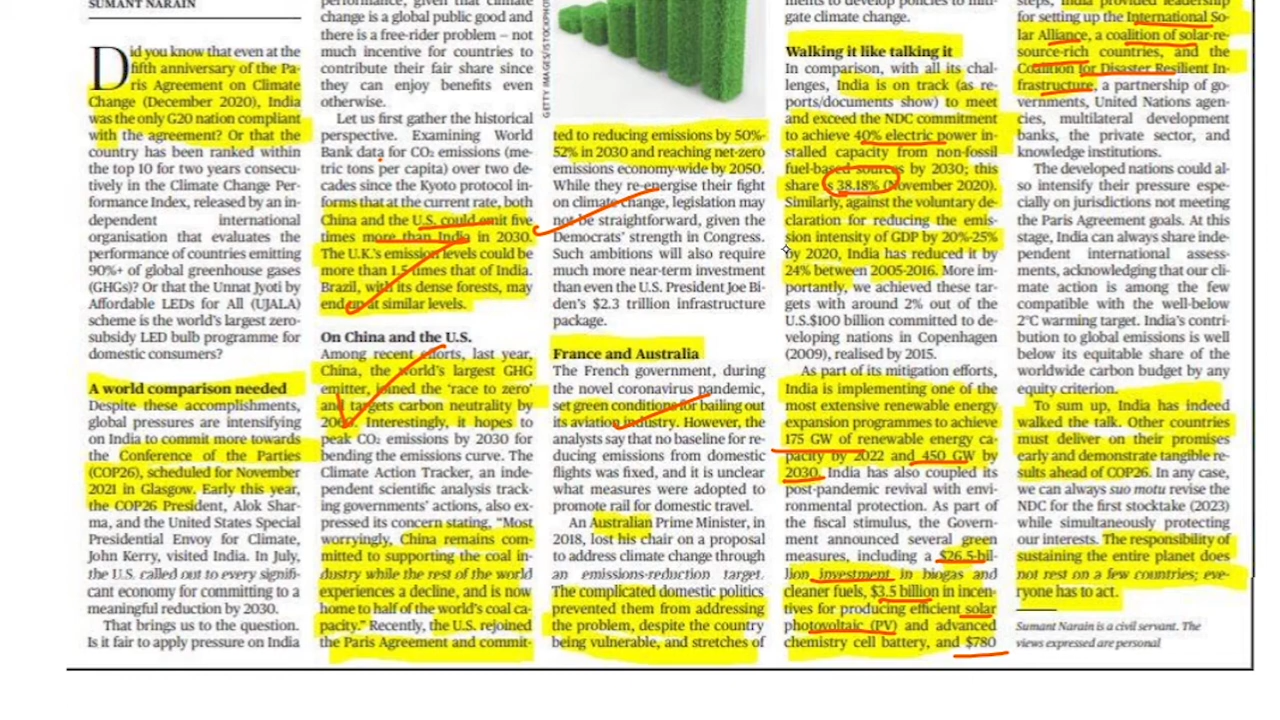 SUMANT NARAIN
Did you know that even at the
fifth anniversary of the Pa-
ris Agreement on Climate
Change (December 2020), India
was the only G20 nation compliant
with the agreement? Or that the
country has been ranked within
the top 10 for two years consecu-
tively in the Climate Change Per-
formance Index, released by an in-
dependent international
organisation that evaluates the
performance of countries emitting
90%+ of global greenhouse gases
(GHGs)? Or that the Unnat Jyoti by
Affordable LEDs for All (UJALA)
scheme is the world's largest zero-
subsidy LED bulb programme for
domestic consumers?
A world comparison needed
Despite these accomplishments,
global pressures are intensifying
on India to commit more towards
the Conference of the Parties
(COP26), scheduled for November
2021 in Glasgow. Early this year,
the COP26 President, Alok Shar-
ma, and the United States Special
Presidential Envoy for Climate,
John Kerry, visited India. In July,
the U.S. called out to every signifi-
cant economy for committing to a
meaningful reduction by 2030.
That brings us to the question.
Is it fair to apply pressure on India
performance, given that climate
change is a global public good and
there is a free-rider problem – not
much incentive for countries to
contribute their fair share since
they can enjoy benefits even
otherwise.
Let us first gather the historical
perspective. Examining World
Bank data for CO₂ emissions (me-
tric tons per capita) over two de-
cades since the Kyoto protocol in-
forms that at the current rate, both
China and the U.S. could emit five
times more than India in 2030.
The U.K.'s emission levels could be
more than 1.5 times that of India.
Brazil, with its dense forests, may
end up at similar levels.
On China and the U.S.
Among recent efforts, last year,
China, the world's largest GHG
emitter, joined the 'race to zero'
and targets carbon neutrality by
Interestingly, it hopes to
peak CO₂ emissions by 2030 for
bending the emissions curve. The
Climate Action Tracker, an inde-
pendent scientific analysis track-
ing governments' actions, also ex-
pressed its concern stating, "Most
worryingly, China remains com-
mitted to supporting the coal in-
dustry while the rest of the world
experiences a decline, and is now
home to half of the world's coal ca-
pacity." Recently, the U.S. rejoined
the Paris Agreement and commit-
GETTY IMAGES/ISTOCKPHO
ted to reducing emissions by 50%-
52% in 2030 and reaching net-zero
emissions economy-wide by 2050.
While they re-energise their fight
on climate change, legislation may
not be straightforward, given the
Democrats' strength in Congress.
Such ambitions will also require
much more near-term investment
than even the U.S. President Joe Bi-
den's $2.3 trillion infrastructure
package.
France and Australia
The French government, during
the novel coronavirus pandemic,
set green conditions for bailing out
its aviation industry. However, the
analysts say that no baseline for re-
ducing emissions from domestic
flights was fixed, and it is unclear
what measures were adopted to
promote rail for domestic travel.
An Australian Prime Minister, in
2018, lost his chair on a proposal
to address climate change through
an emissions-reduction target.
The complicated domestic politics
prevented them from addressing
the problem, despite the country
being vulnerable, and stretches of
ments to develop policies to miti-
gate climate change.
Walking it like talking it
In comparison, with all its chal-
lenges, India is on track (as re-
ports/documents show) to meet
and exceed the NDC commitment
to achieve 40% electric power in-
stalled capacity from non-fossil
fuel-based sources by 2030; this
share is 38.18% (November 2020).
Similarly, against the voluntary de-
claration for reducing the emis-
sion intensity of GDP by 20%-25%
by 2020, India has reduced it by
24% between 2005-2016. More im-
portantly, we achieved these tar-
gets with around 2% out of the
U.S.$100 billion committed to de-
veloping nations in Copenhagen
(2009), realised by 2015.
As part of its mitigation efforts,
India is implementing one of the
most extensive renewable energy
expansion programmes to achieve
175 GW of renewable energy ca-
pacity by 2022 and 450 GW by
2030. India has also coupled its
post-pandemic revival with envi-
ronmental protection. As part of
the fiscal stimulus, the Govern-
ment announced several green
measures, including a $26.5-bil-
lion investment in biogas and
cleaner fuels, $3.5 billion in incen-
tives for producing efficient solar
photovoltaic (PV) and advanced
chemistry cell battery, and $780
steps, India provided leadership
for setting up the International So-
lar Alliance, a coalition of solar-re-
source-rich countries, and the
Coalition for Disaster Resilient In-
frastructure, a partnership of go-
vernments, United Nations agen-
cies, multilateral development
banks, the private sector, and
knowledge institutions.
The developed nations could al-
so intensify their pressure espe-
cially on jurisdictions not meeting
the Paris Agreement goals. At this
stage, India can always share inde-
pendent international assess-
ments, acknowledging that our cli-
mate action is among the few
compatible with the well-below
2°C warming target. India's contri-
bution to global emissions is well
below its equitable share of the
worldwide carbon budget by any
equity criterion.
To sum up, India has indeed
walked the talk. Other countries
must deliver on their promises
early and demonstrate tangible re-
sults ahead of COP26. In any case,
we can always suo motu revise the
NDC for the first stocktake (2023)
while simultaneously protecting
our interests. The responsibility of
sustaining the entire planet does
not rest on a few countries; eve-
ryone has to act.
Sumant Narain is a civil servant. The
views expressed are personal